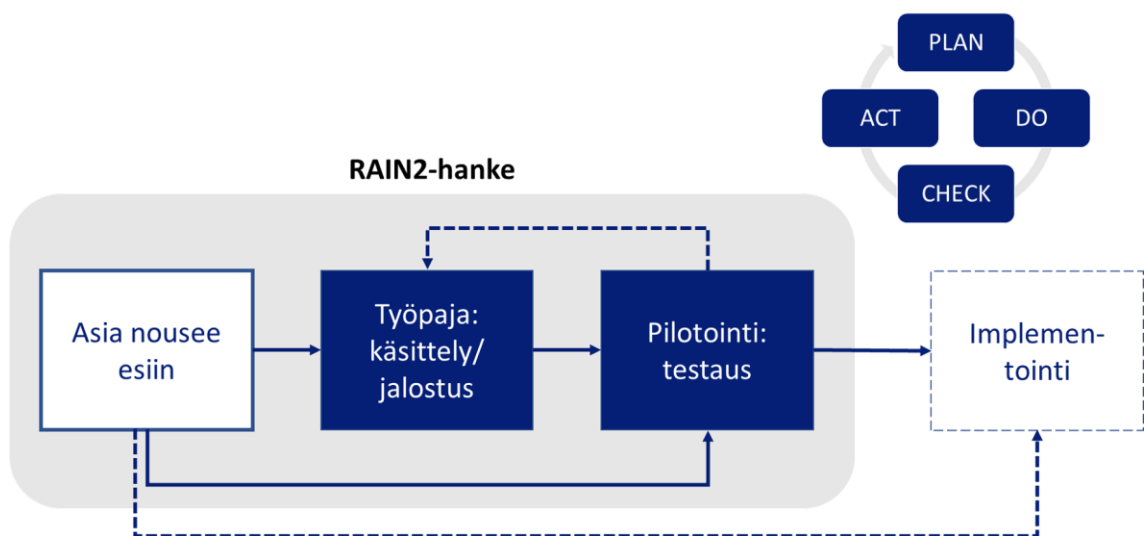 PLAN
ACT
DO
CHECK
RAIN2-hanke
Asia nousee
esiin
Työpaja:
käsittely/
jalostus
Pilotointi:
testaus
Implemen-
tointi